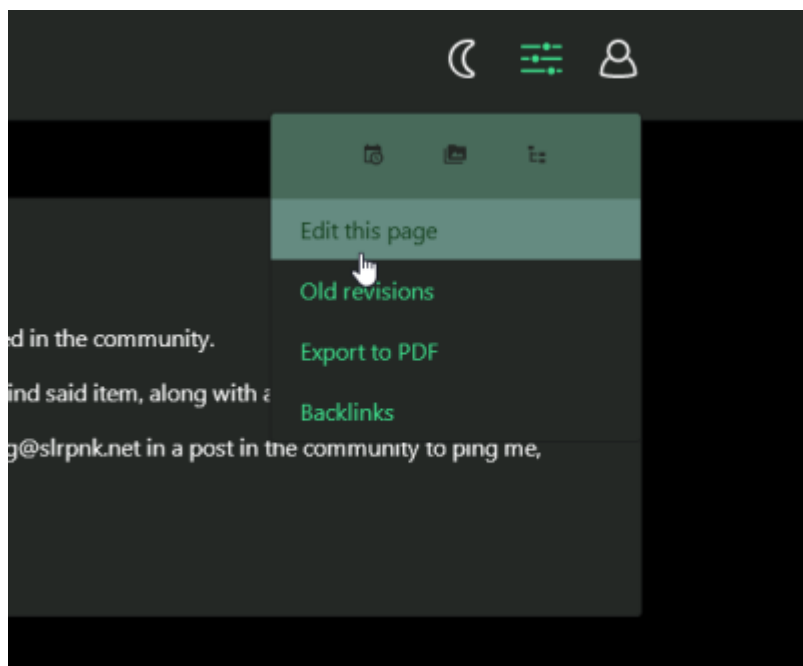 Edit this page
Old revisions
ed in the community.
Export to PDF
ind said item, along with a
Backlinks
g@slrpnk.net in a post in the community to ping me,